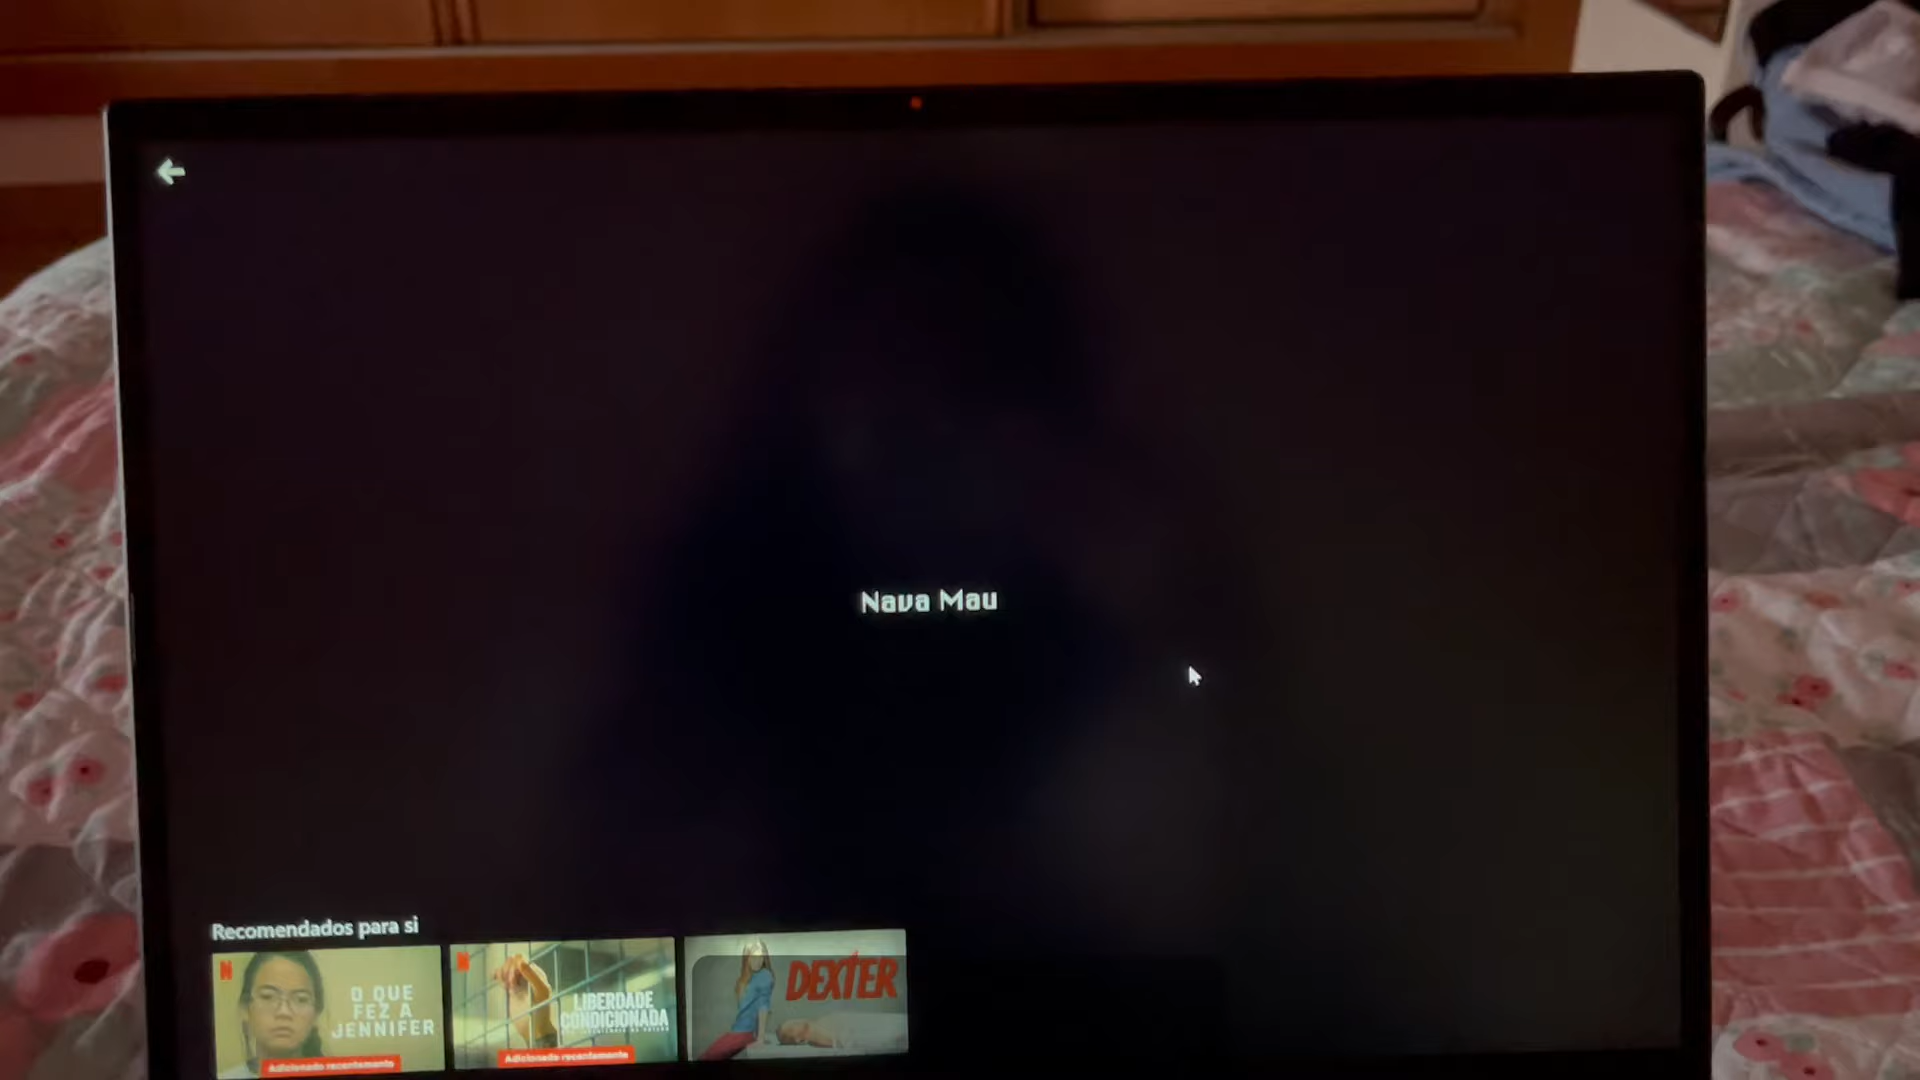 Nava Mau
Recomendados para si
N
O QUE
FEZ A
JENNIFER
Adicionado recentemente
N
LIBERDADE
CONDICIONADA
Adicionado recentemente
DEXTER